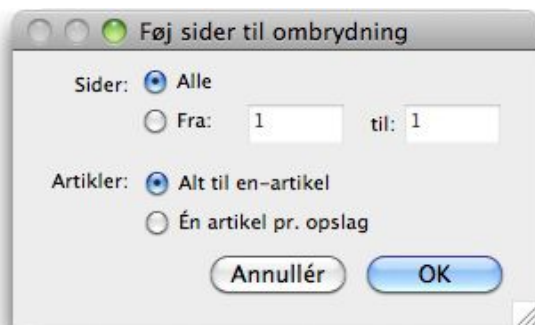 Føj sider til ombrydning
Sider: Alle
Fra: 1 til: 1
Artikler: Alt til en-artikel
Én artikel pr. opslag
Annullér OK